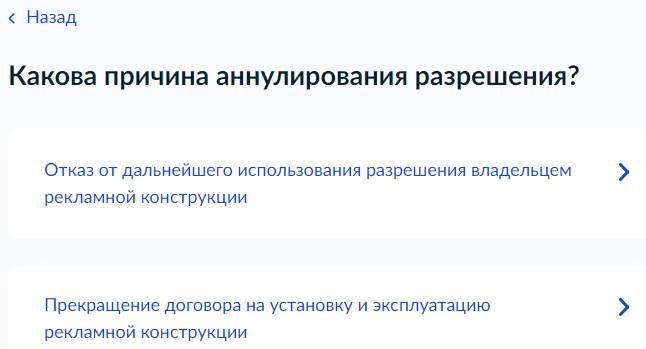 Назад
Какова причина аннулирования разрешения?
Отказ от дальнейшего использования разрешения владельцем
рекламной конструкции
Прекращение договора на установку и эксплуатацию
рекламной конструкции